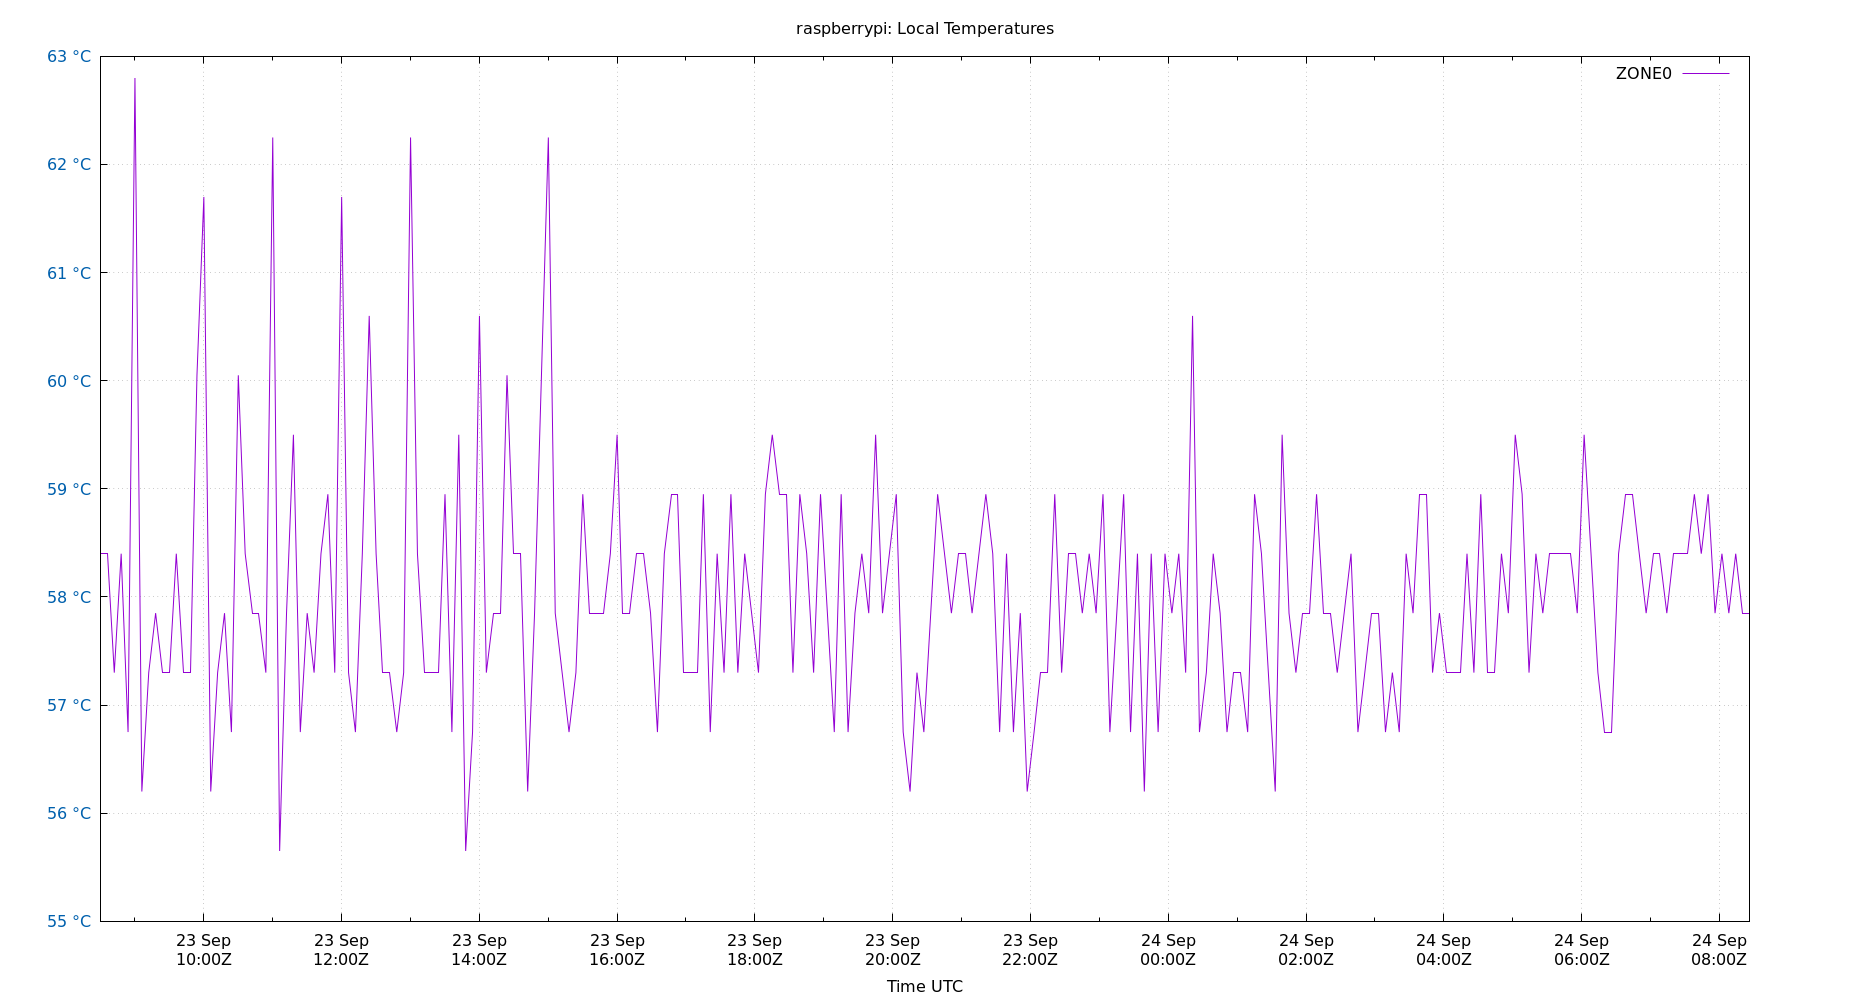 raspberrypi: Local Temperatures
63 °C
ZONE0
62 °C
61 °C
60 °C
59 °C
58 °C
57 °C
56 °C
55 °C
23 Sep 23 Sep 23 Sep 23 Sep 23 Sep 23 Sep 23 Sep 24 Sep 24 Sep 24 Sep 24 Sep 24 Sep
10:00Z 12:00Z 14:00Z 16:00Z 18:00Z 20:00Z 22:00Z 00:00Z 02:00Z 04:00Z 06:00Z 08:00Z
Time UTC